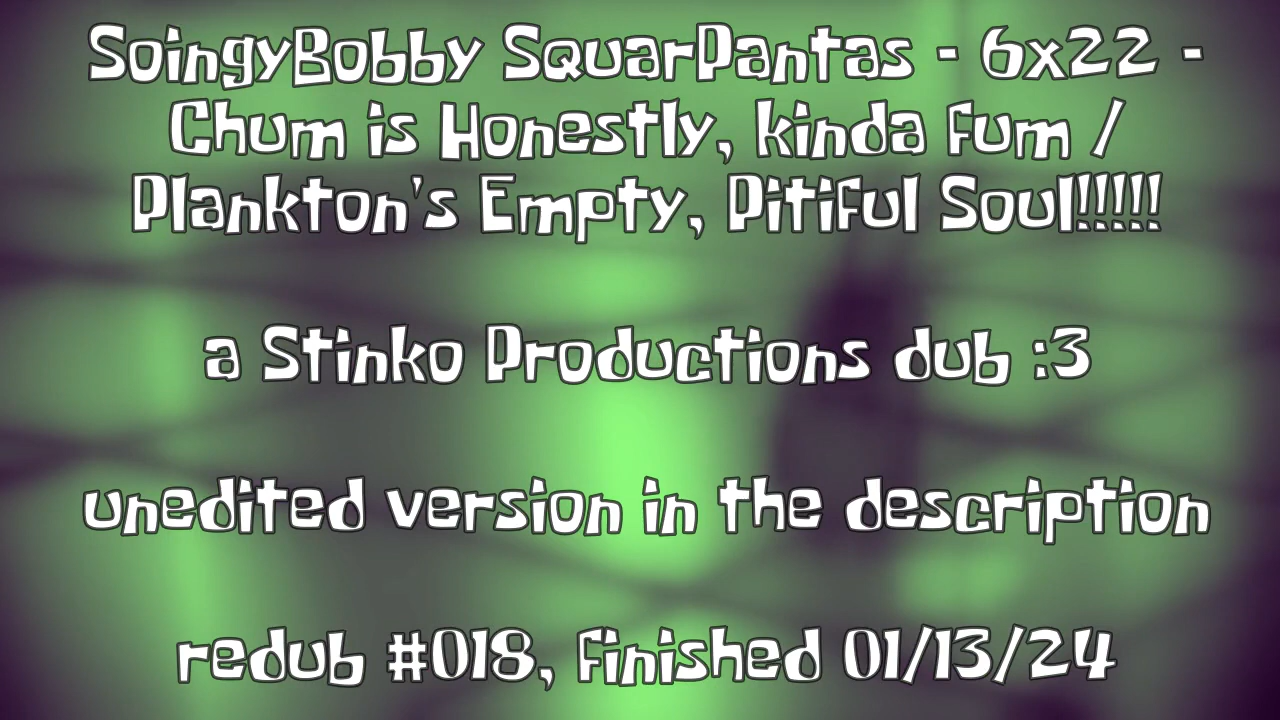 SoingyBobby SquarPantas - 6x22 -
Chum is Honestly, kinda fum /
Plankton's Empty, Pitiful Soul!!!!!
a Stinko Productions dub :3
unedited version in the description
redub #018, finished 01/13/24